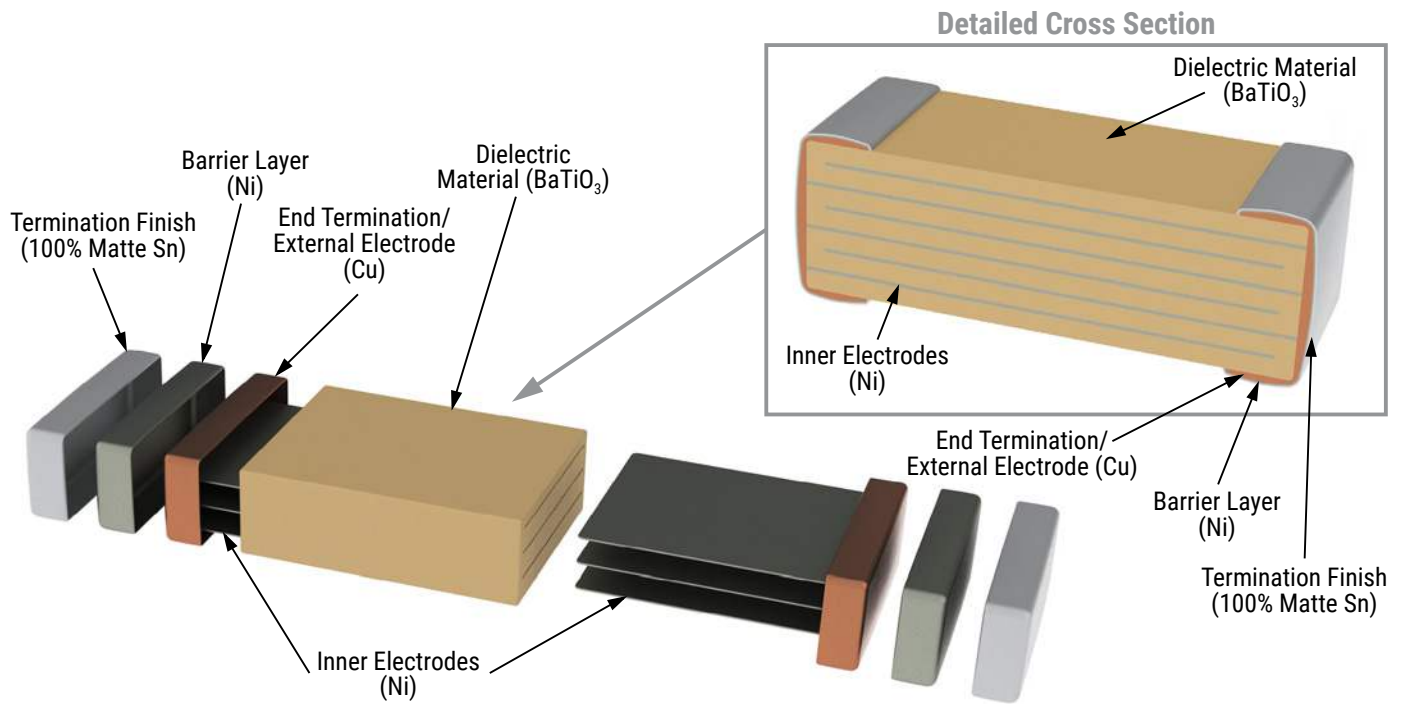 Detailed Cross Section
Dielectric Material
(BaTiO₃)
Inner Electrodes
(Ni)
End Termination/
External Electrode (Cu)
Barrier Layer
(Ni)
Termination Finish
(100% Matte Sn)
Termination Finish
(100% Matte Sn)
Barrier Layer
(Ni)
End Termination/
External Electrode
(Cu)
Dielectric
Material (BaTiO₃)
Inner Electrodes
(Ni)